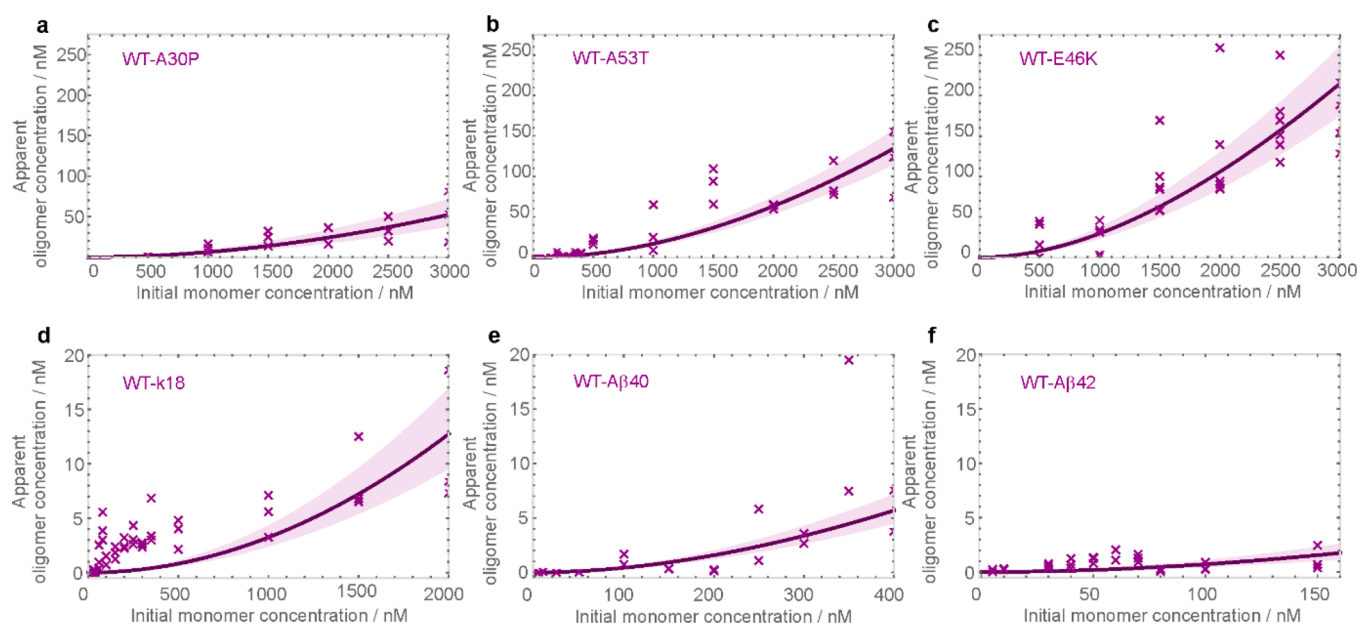 a
WT-A30P
Apparent
oligomer concentration / nM
250
200
150
100
50
0
0 500 1000 1500 2000 2500 3000
Initial monomer concentration / nM
b
WT-A53T
Apparent
oligomer concentration / nM
250
200
150
100
50
0
0 500 1000 1500 2000 2500 3000
Initial monomer concentration / nM
c
WT-E46K
Apparent
oligomer concentration / nM
250
200
150
100
50
0
0 500 1000 1500 2000 2500 3000
Initial monomer concentration / nM
d
WT-k18
Apparent
oligomer concentration / nM
20
15
10
5
0
0 500 1000 1500 2000
Initial monomer concentration / nM
e
WT-Aβ40
Apparent
oligomer concentration / nM
20
15
10
5
0
0 100 200 300 400
Initial monomer concentration / nM
f
WT-Aβ42
Apparent
oligomer concentration / nM
20
15
10
5
0
0 50 100 150
Initial monomer concentration / nM